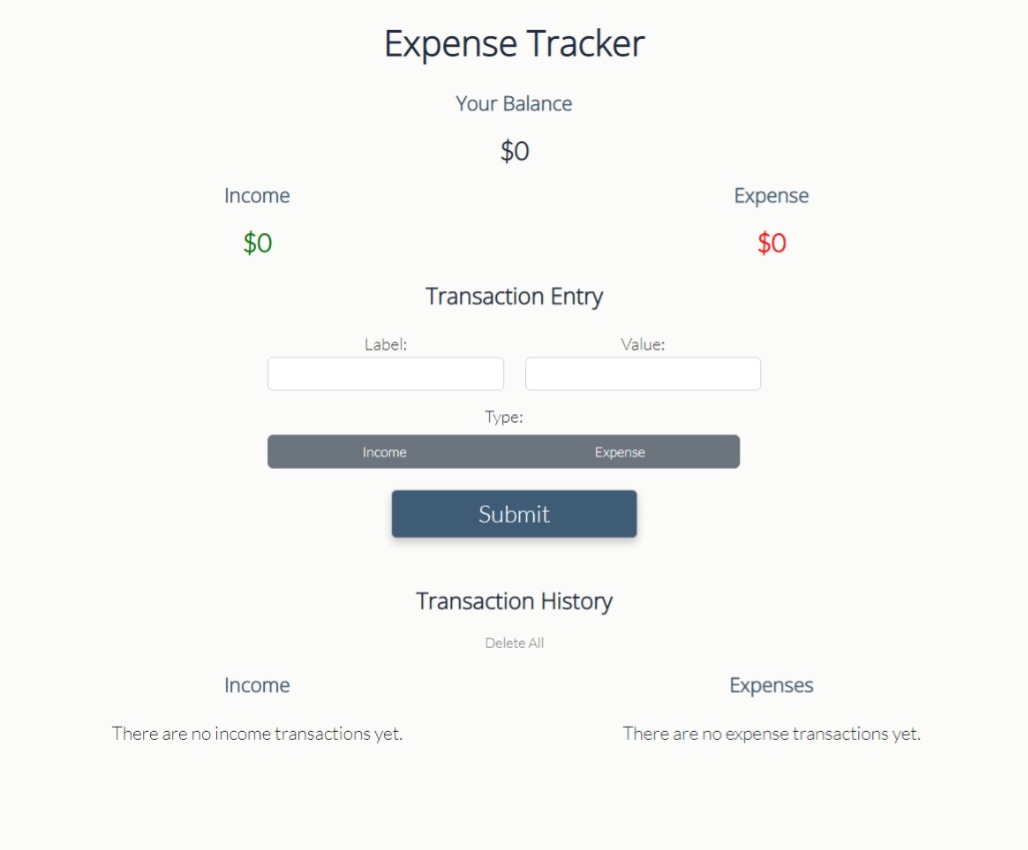 Expense Tracker
Your Balance
$0
Income Expense
$0 $0
Transaction Entry
Label: Value:
Type:
Income Expense
Submit
Transaction History
Delete All
Income Expenses
There are no income transactions yet. There are no expense transactions yet.